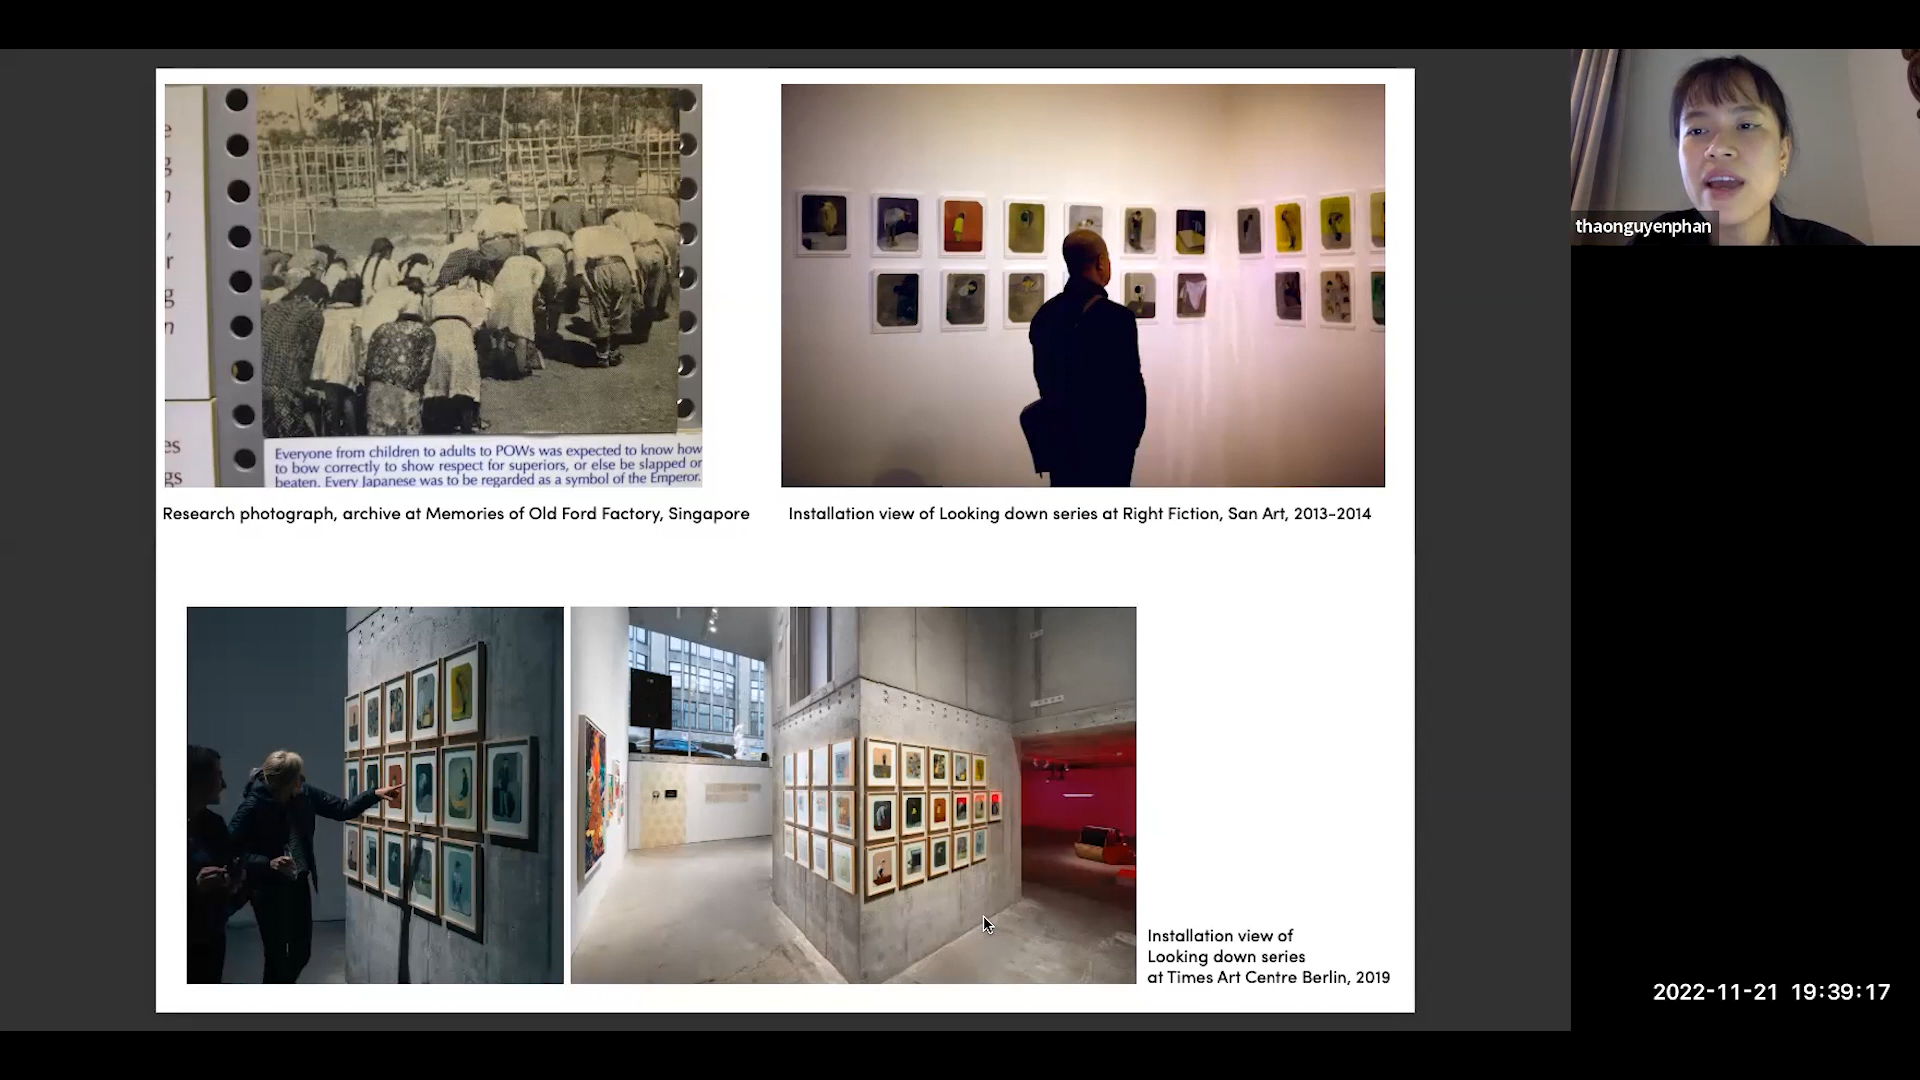 thaonguyenphan
e
g
n
,
r
g
n
es
gs
Everyone from children to adults to POWs was expected to know how
to bow correctly to show respect for superiors, or else be slapped or
beaten. Every Japanese was to be regarded as a symbol of the Emperor.
Research photograph, archive at Memories of Old Ford Factory, Singapore
Installation view of Looking down series at Right Fiction, San Art, 2013-2014
Installation view of
Looking down series
at Times Art Centre Berlin, 2019
2022-11-21 19:39:17